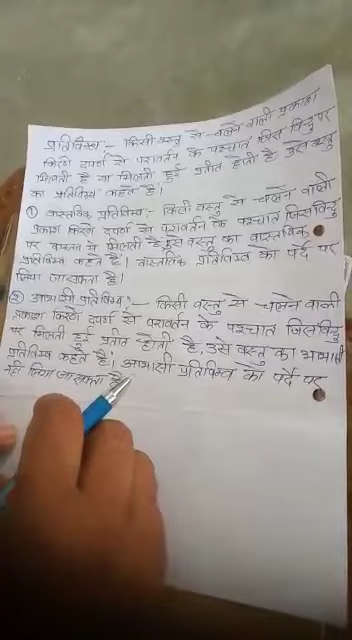 प्रतिविम्ब :- किसी वस्तु से चलने वाली प्रकाश
किरणें दर्पण से परावर्तन के पश्चात जिस बिन्दु पर
मिलती है या मिलती हुई प्रतीत होती है उसे वस्तु
का प्रतिविम्ब कहते है।
① वास्तविक प्रतिविम्ब :- किसी वस्तु से चलने वाली
प्रकाश किरणें दर्पण से परावर्तन के पश्चात जिस बिन्दु
पर वास्तव में मिलती है, इस वस्तु का वास्तविक
प्रतिविम्ब कहते है। वास्तविक प्रतिविम्ब को पर्दे पर
लिया जा सकता है।
② आभासी प्रतिविम्ब :- किसी वस्तु से चलने वाली
प्रकाश किरणें दर्पण से परावर्तन के पश्चात जिस बिन्दु
पर मिलती हुई प्रतीत होती है, उसे वस्तु का आभासी
प्रतिविम्ब कहते है। आभासी प्रतिविम्ब को पर्दे पर
नही लिया जा सकता है